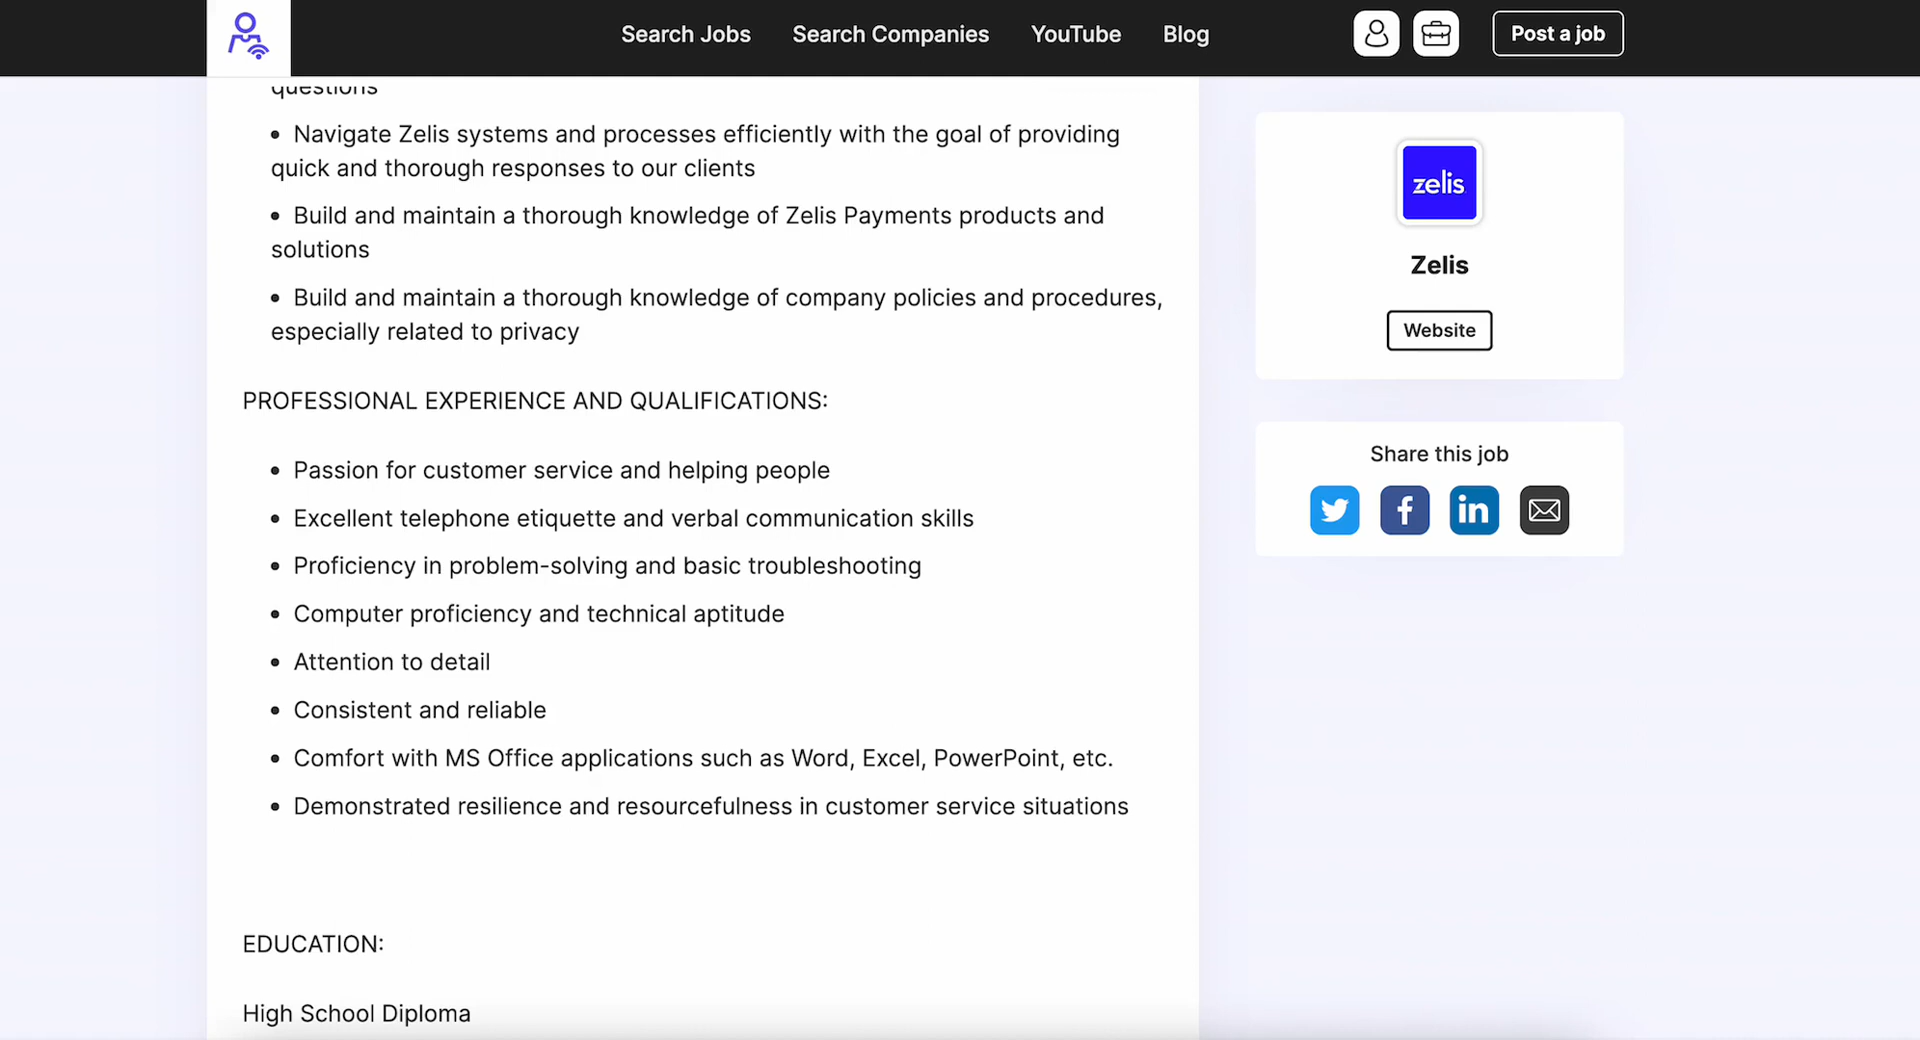 Search Jobs
Search Companies
YouTube
Blog
Post a job
questions
• Navigate Zelis systems and processes efficiently with the goal of providing
quick and thorough responses to our clients
• Build and maintain a thorough knowledge of Zelis Payments products and
solutions
• Build and maintain a thorough knowledge of company policies and procedures,
especially related to privacy
PROFESSIONAL EXPERIENCE AND QUALIFICATIONS:
• Passion for customer service and helping people
• Excellent telephone etiquette and verbal communication skills
• Proficiency in problem-solving and basic troubleshooting
• Computer proficiency and technical aptitude
• Attention to detail
• Consistent and reliable
• Comfort with MS Office applications such as Word, Excel, PowerPoint, etc.
• Demonstrated resilience and resourcefulness in customer service situations
EDUCATION:
High School Diploma
zelis
Zelis
Website
Share this job
f
in